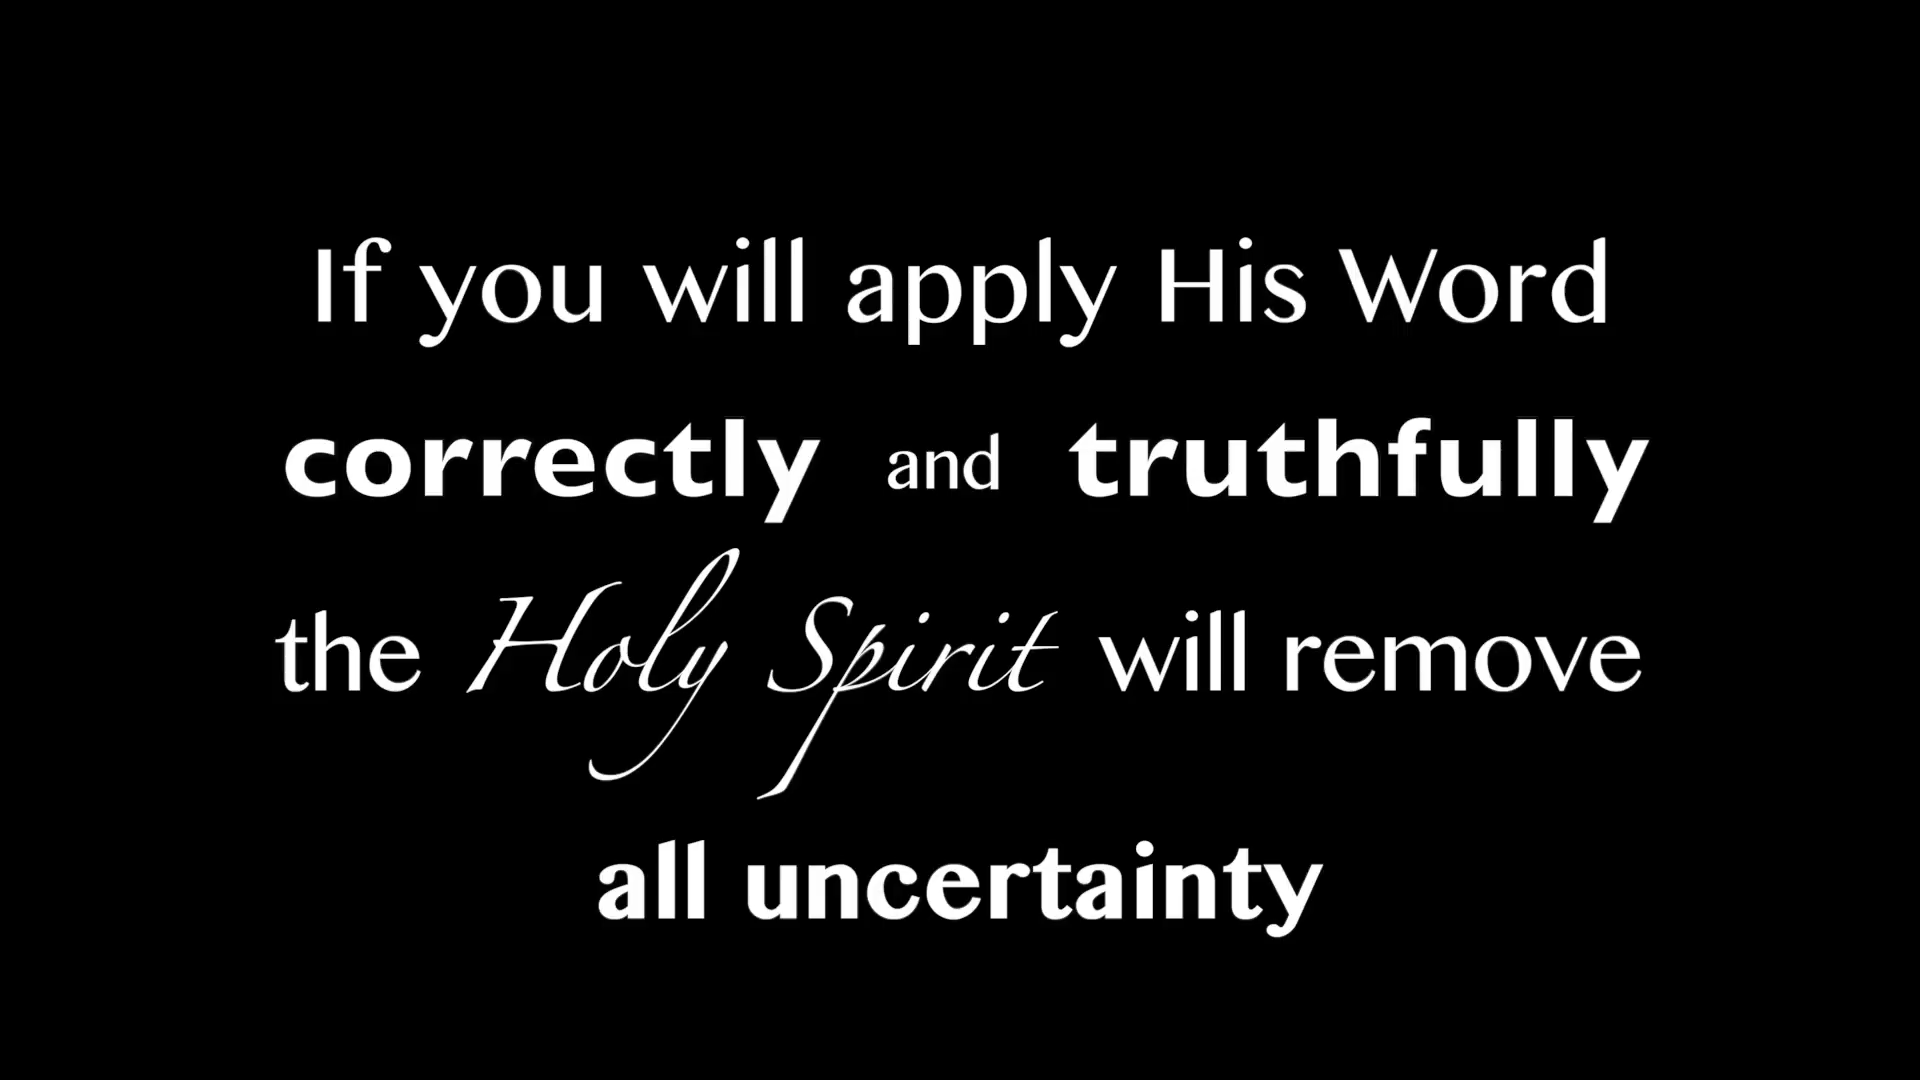 If you will apply His Word
correctly and truthfully
the Holy Spirit will remove
all uncertainty